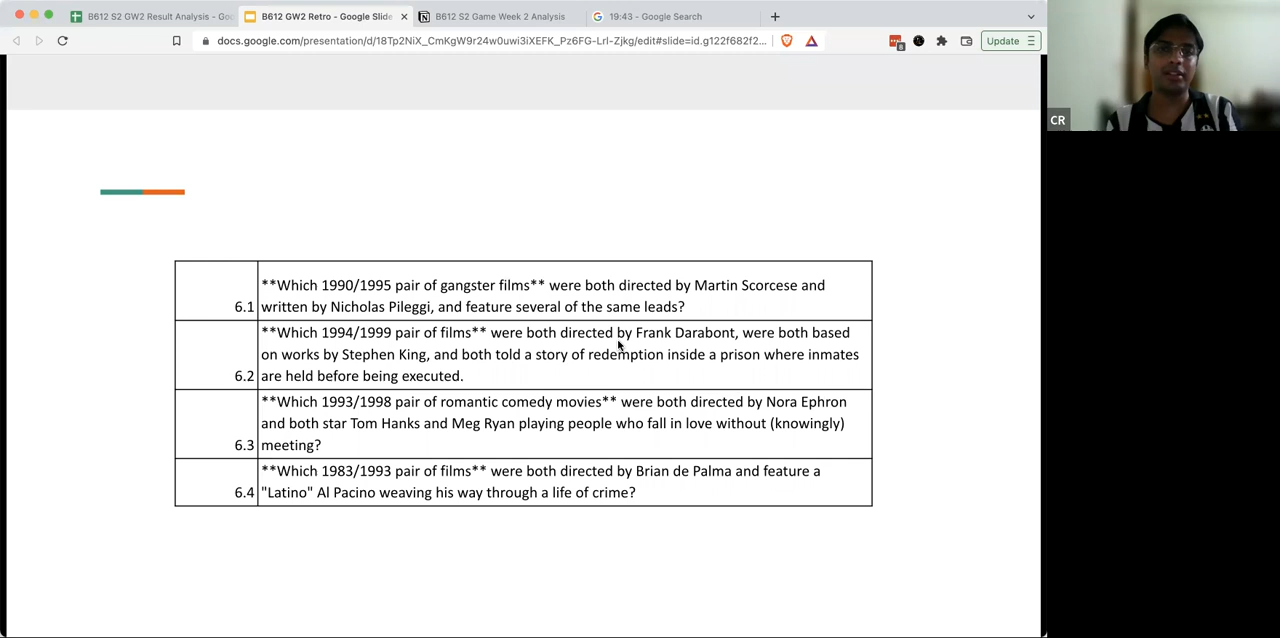 B612 S2 GW2 Result Analysis - Goo
B612 GW2 Retro - Google Slide
B612 S2 Game Week 2 Analysis
19:43 - Google Search
docs.google.com/presentation/d/18Tp2NiX_CmKgW9r24w0uwi3iXEFK_Pz6FG-LrI-Zjkg/edit#slide=id.g122f682f2...
8
Update
CR
**Which 1990/1995 pair of gangster films** were both directed by Martin Scorcese and
6.1 written by Nicholas Pileggi, and feature several of the same leads?
**Which 1994/1999 pair of films** were both directed by Frank Darabont, were both based
on works by Stephen King, and both told a story of redemption inside a prison where inmates
6.2 are held before being executed.
**Which 1993/1998 pair of romantic comedy movies** were both directed by Nora Ephron
and both star Tom Hanks and Meg Ryan playing people who fall in love without (knowingly)
6.3 meeting?
**Which 1983/1993 pair of films** were both directed by Brian de Palma and feature a
6.4 "Latino" Al Pacino weaving his way through a life of crime?